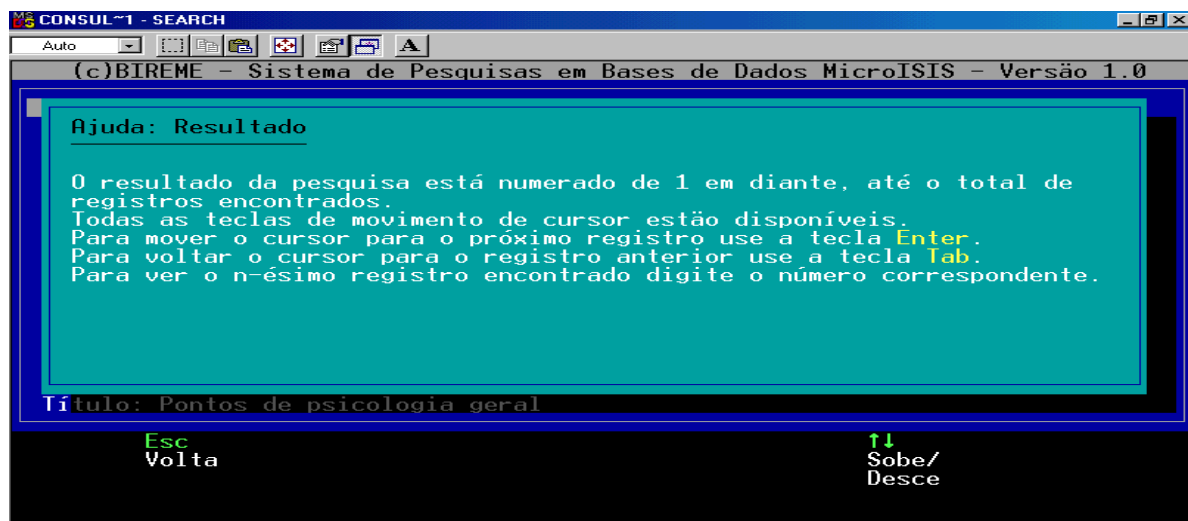 CONSUL~1 - SEARCH
Auto
A
(c)BIREME - Sistema de Pesquisas em Bases de Dados MicroISIS - Versäo 1.0
Ajuda: Resultado
O resultado da pesquisa está numerado de 1 em diante, até o total de
registros encontrados.
Todas as teclas de movimento de cursor estäo disponíveis.
Para mover o cursor para o próximo registro use a tecla Enter.
Para voltar o cursor para o registro anterior use a tecla Tab.
Para ver o n-ésimo registro encontrado digite o número correspondente.
Título: Pontos de psicologia geral
Esc ↑↓
Volta Sobe/
Desce